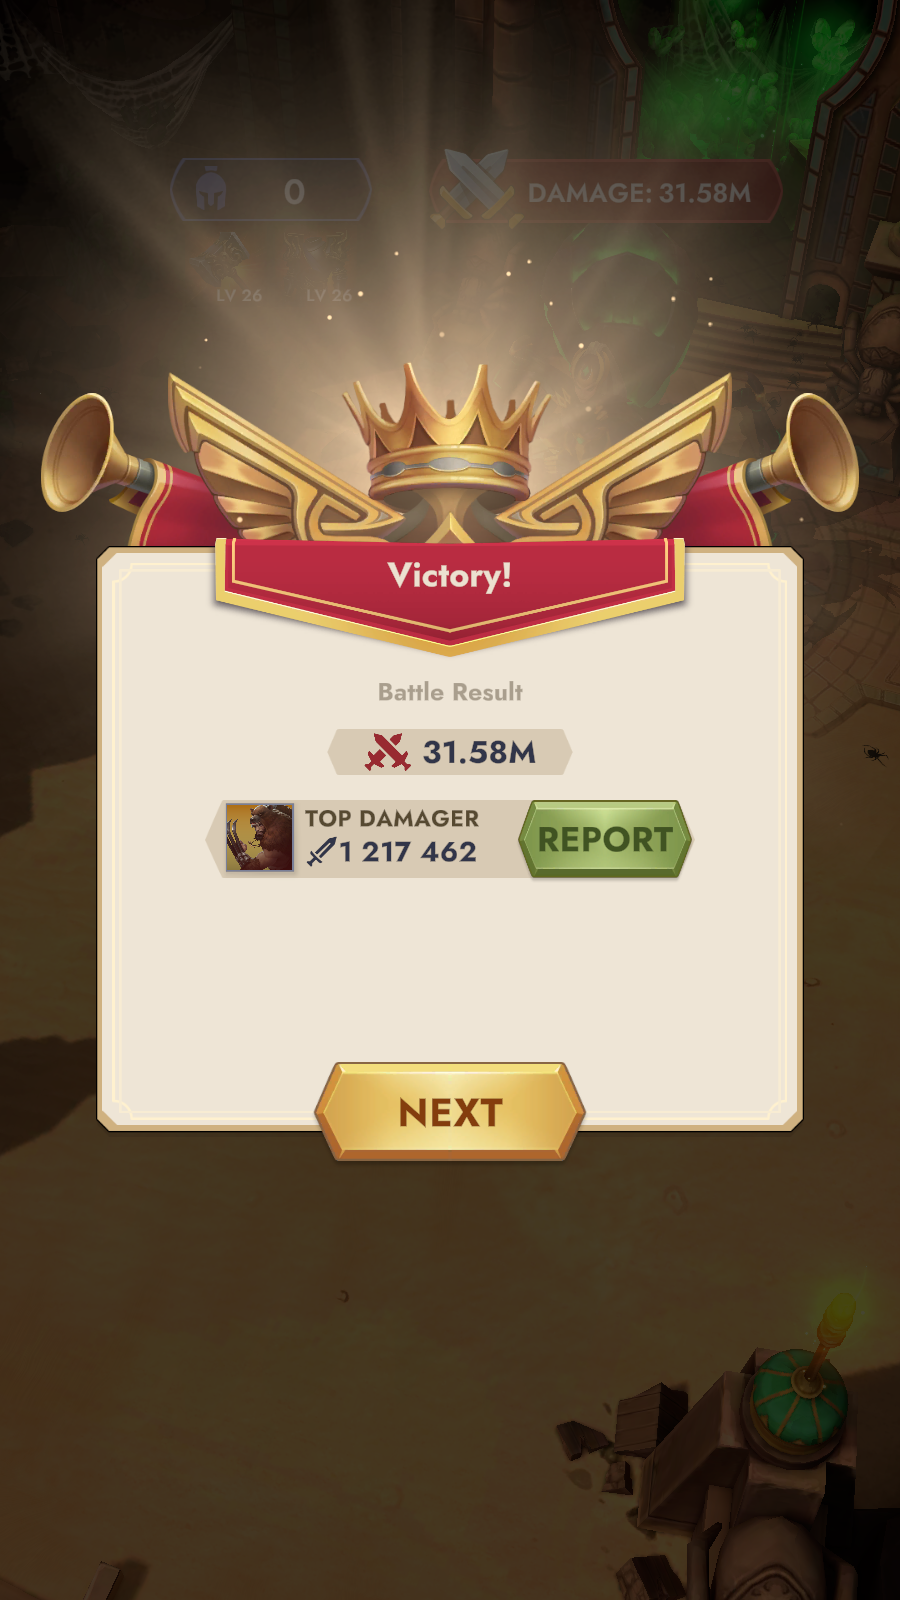 0
DAMAGE: 31.58M
LV 26 LV 26
Victory!
Battle Result
31.58M
TOP DAMAGER
1 217 462
REPORT
NEXT